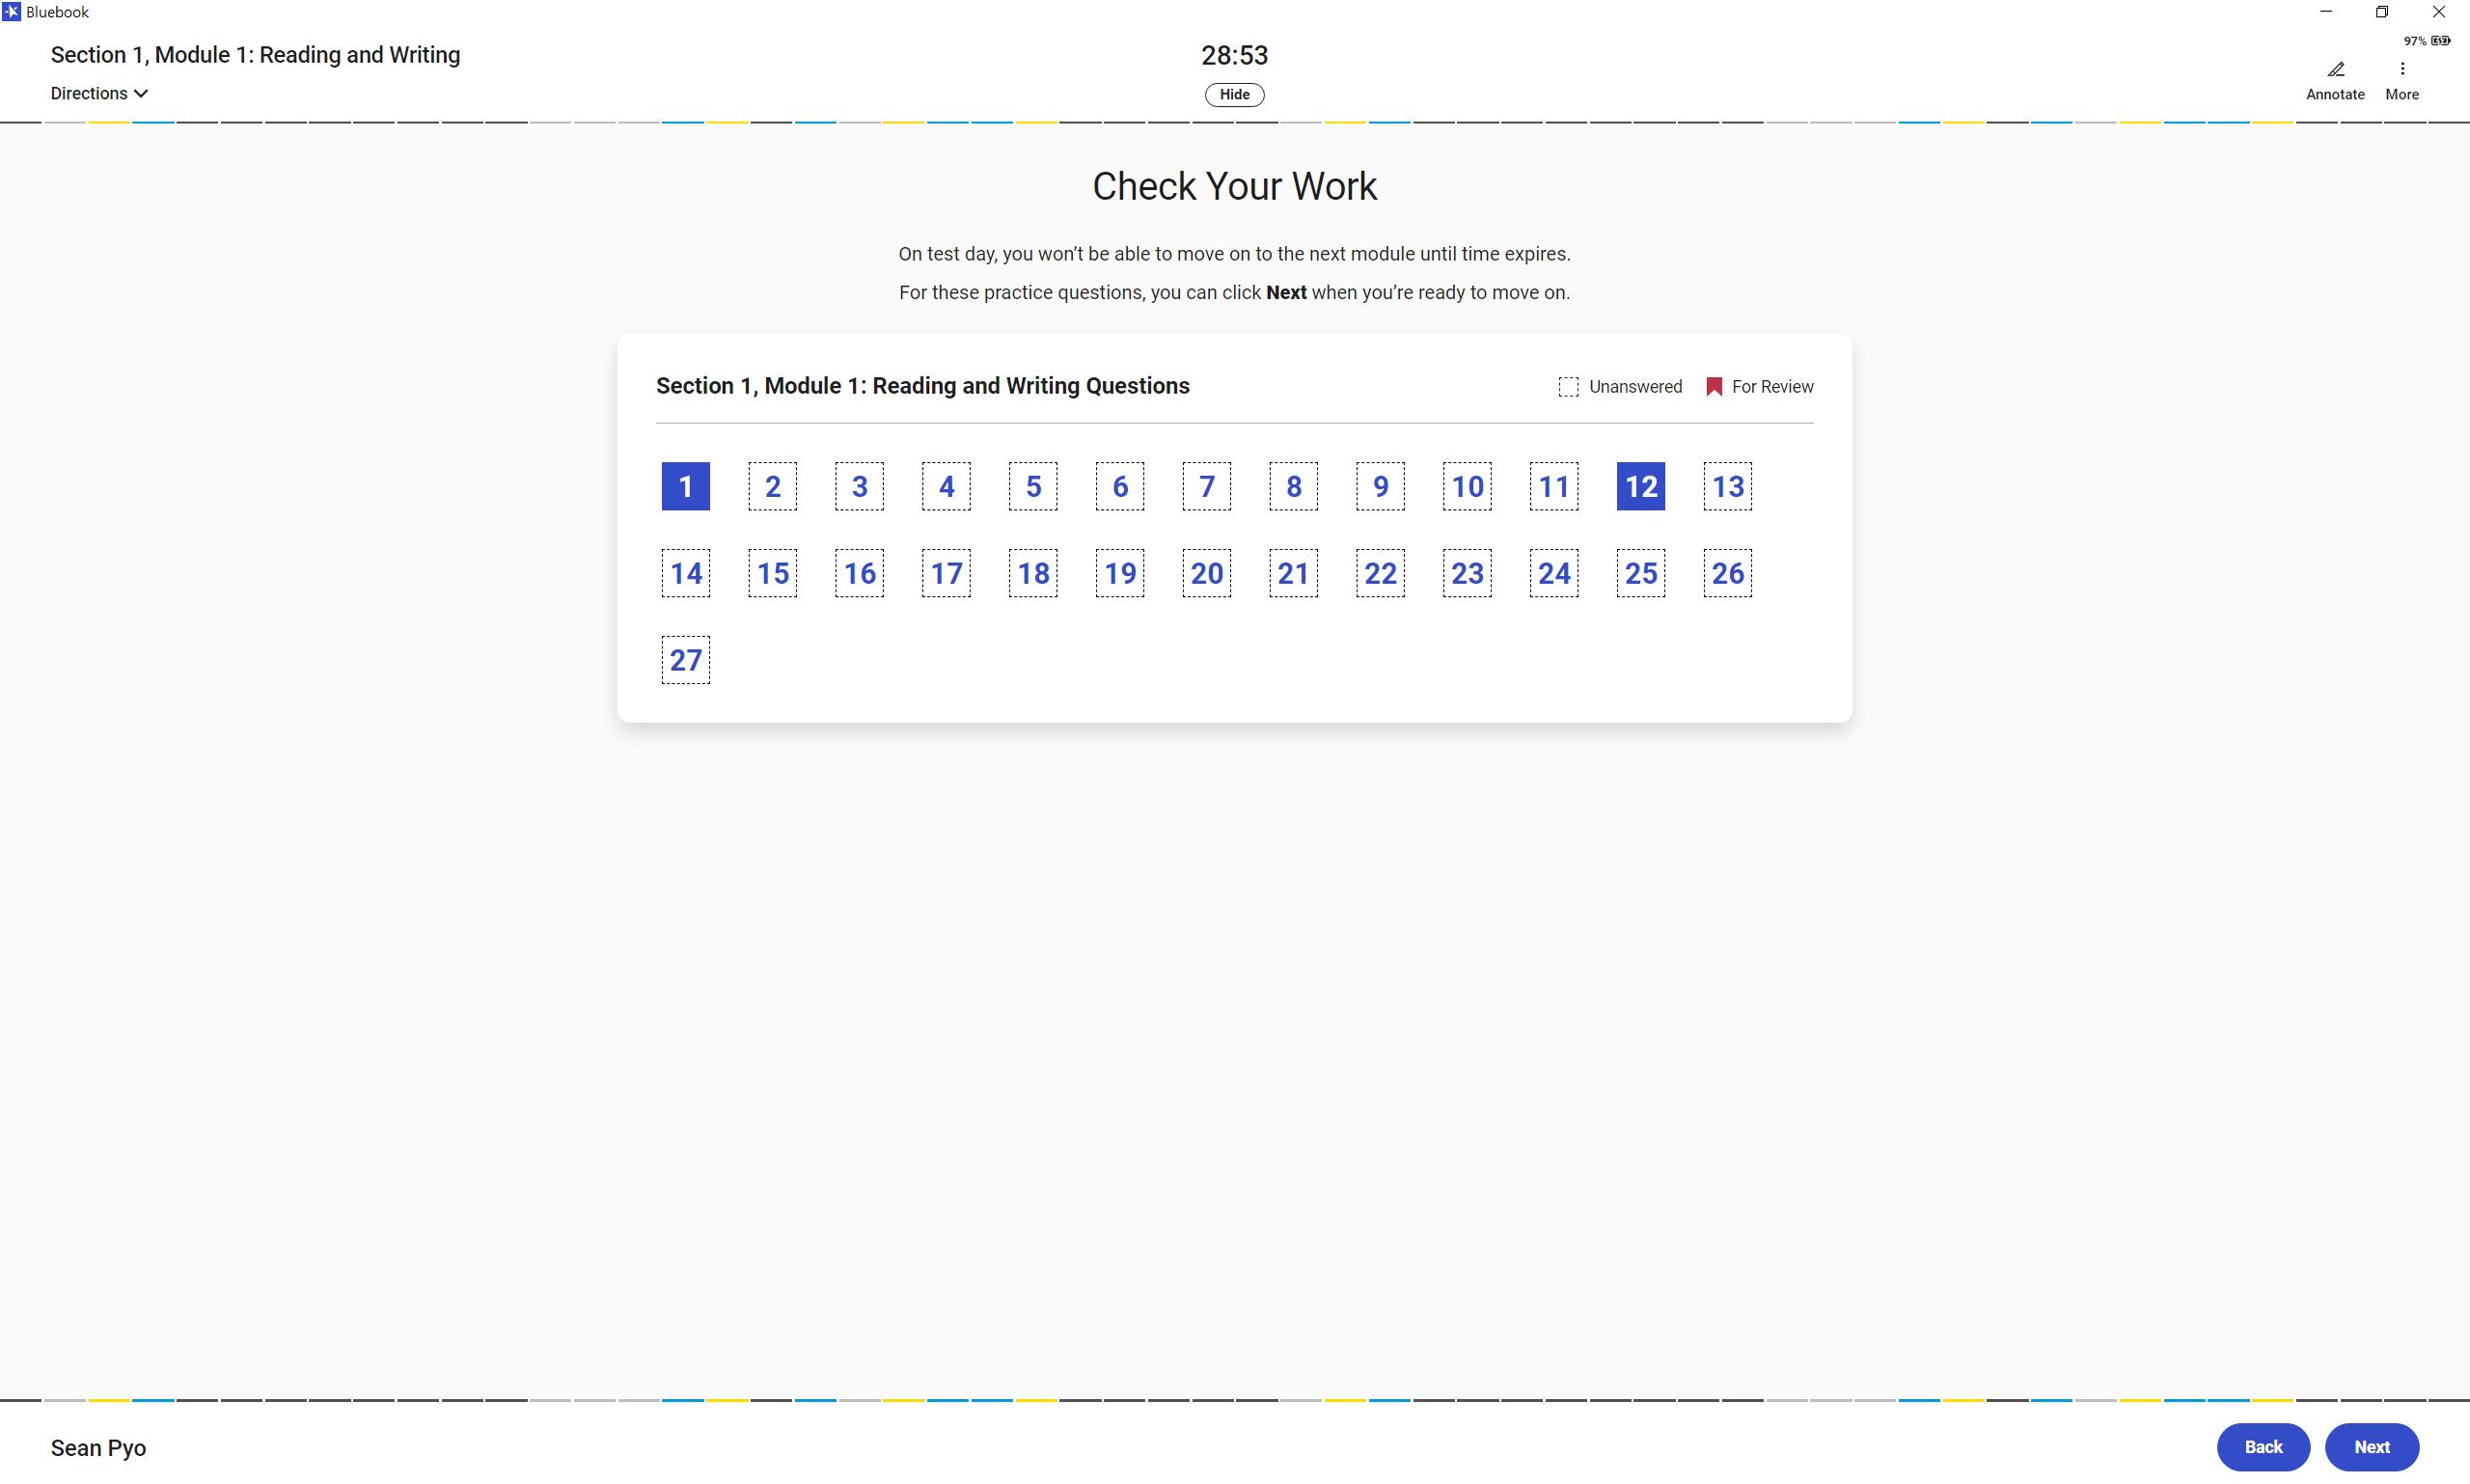 Bluebook
Section 1, Module 1: Reading and Writing
28:53
97%
Directions
Hide
Annotate
More
Check Your Work
On test day, you won’t be able to move on to the next module until time expires.
For these practice questions, you can click Next when you’re ready to move on.
Section 1, Module 1: Reading and Writing Questions
Unanswered
For Review
1 2 3 4 5 6 7 8 9 10 11 12 13
14 15 16 17 18 19 20 21 22 23 24 25 26
27
Sean Pyo
Back
Next